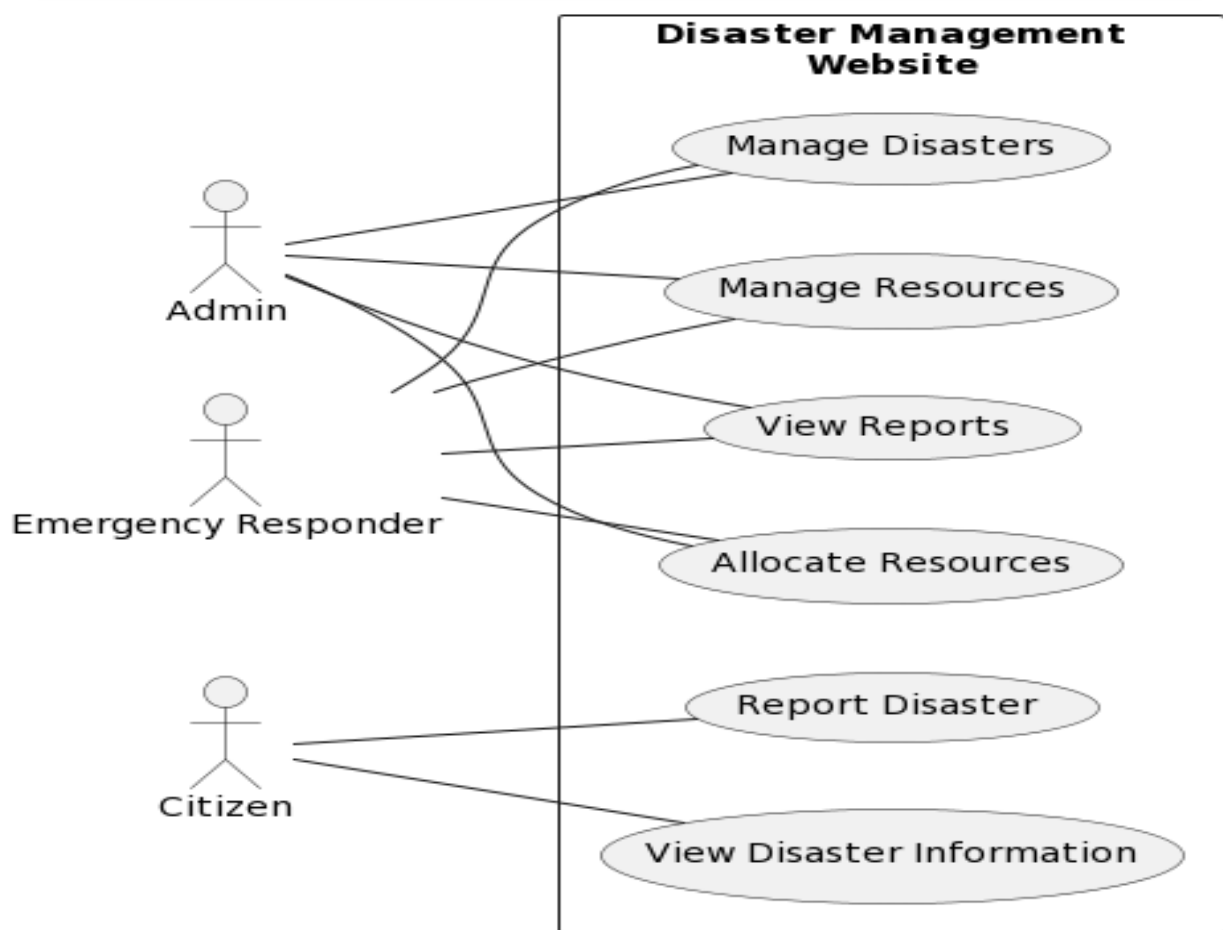 Disaster Management
Website
Manage Disasters
Admin
Manage Resources
View Reports
Emergency Responder
Allocate Resources
Report Disaster
Citizen
View Disaster Information